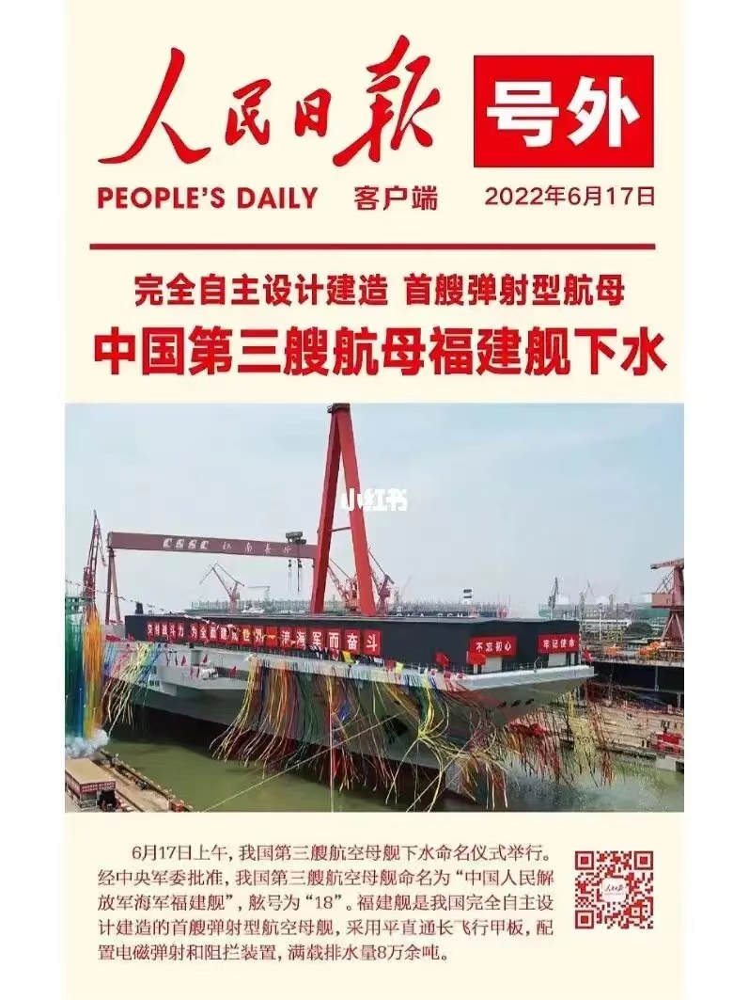 人民日报 号外
PEOPLE'S DAILY 客户端 2022年6月17日
完全自主设计建造 首艘弹射型航母
中国第三艘航母福建舰下水
小红书
江南造船
突锋战斗力 为全面建成世界一流海军而奋斗
不忘初心 牢记使命
6月17日上午，我国第三艘航空母舰下水命名仪式举行。
经中央军委批准，我国第三艘航空母舰命名为“中国人民解
放军海军福建舰”，舷号为“18”。福建舰是我国完全自主设
计建造的首艘弹射型航空母舰，采用平直通长飞行甲板，配
置电磁弹射和阻拦装置，满载排水量8万余吨。
人民日报